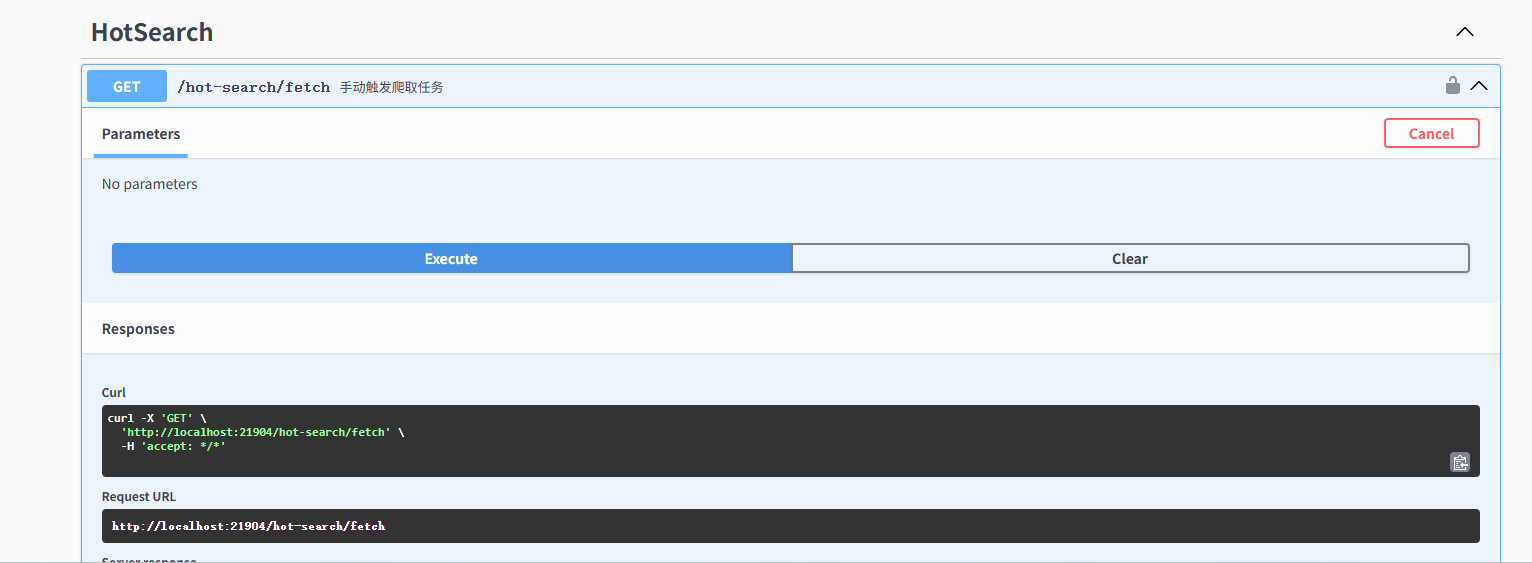 HotSearch
GET /hot-search/fetch 手动触发爬取任务
Parameters Cancel
No parameters
Execute Clear
Responses
Curl
curl -X 'GET' \
'http://localhost:21904/hot-search/fetch' \
-H 'accept: */*'
Request URL
http://localhost:21904/hot-search/fetch
Server response